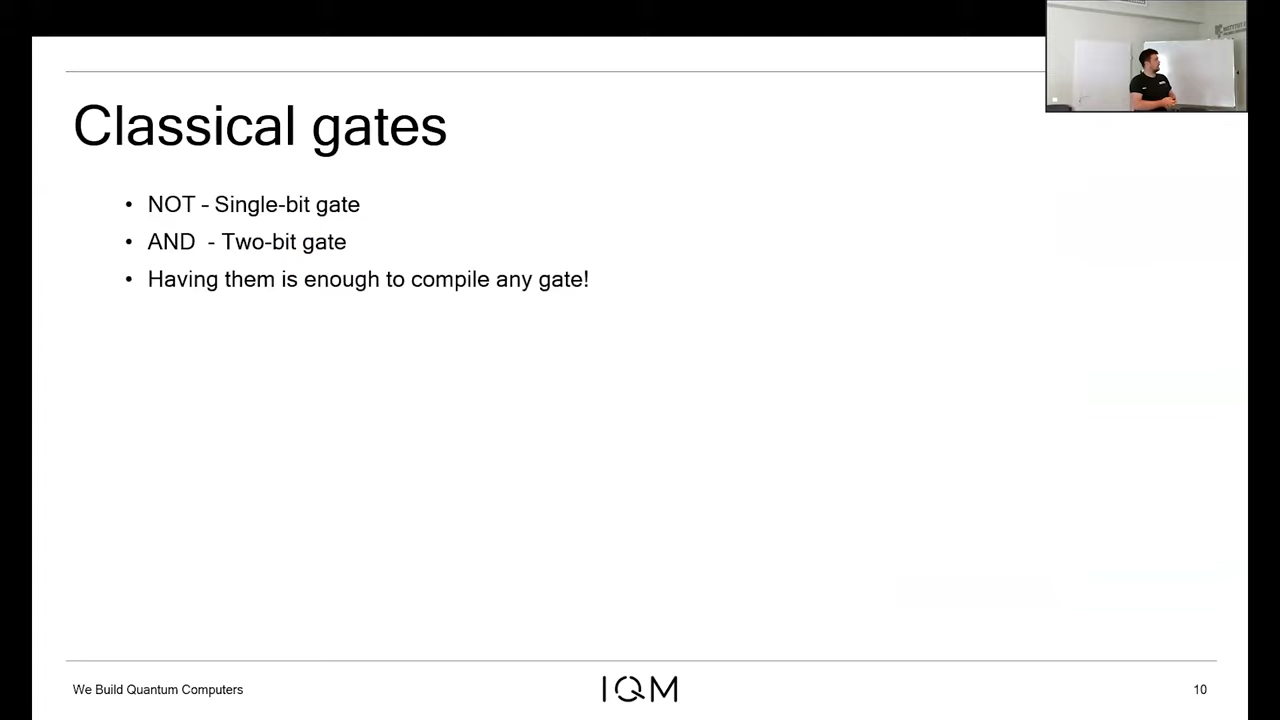 Classical gates
• NOT - Single-bit gate
• AND - Two-bit gate
• Having them is enough to compile any gate!
We Build Quantum Computers
IQM
10